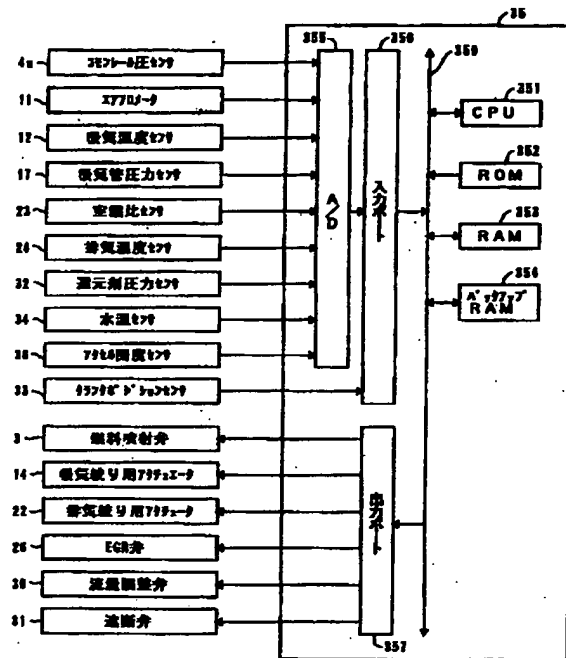 35
355
356
359
4a
コモンレール圧センサ
11
エアフロメータ
351
CPU
12
吸気温度センサ
17
吸気管圧力センサ
352
ROM
23
空燃比センサ
A/D
入力ポート
353
RAM
24
排気温度センサ
32
還元剤圧力センサ
354
バックアップ
RAM
34
水温センサ
36
アクセル開度センサ
33
クランクポジションセンサ
3
燃料噴射弁
14
吸気絞り用アクチュエータ
22
排気絞り用アクチュータ
出力ポート
26
EGR弁
30
流量調整弁
31
遮断弁
357